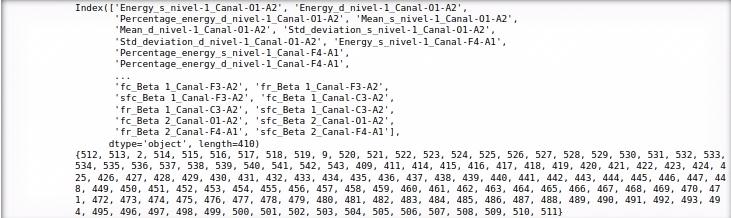 Index(['Energy_s_nivel-1_Canal-O1-A2', 'Energy_d_nivel-1_Canal-O1-A2',
'Percentage_energy_d_nivel-1_Canal-O1-A2', 'Mean_s_nivel-1_Canal-O1-A2',
'Mean_d_nivel-1_Canal-O1-A2', 'Std_deviation_s_nivel-1_Canal-O1-A2',
'Std_deviation_d_nivel-1_Canal-O1-A2', 'Energy_s_nivel-1_Canal-F4-A1',
'Percentage_energy_s_nivel-1_Canal-F4-A1',
'Percentage_energy_d_nivel-1_Canal-F4-A1',
...
'fc_Beta 1_Canal-F3-A2', 'fr_Beta 1_Canal-F3-A2',
'sfc_Beta 1_Canal-F3-A2', 'fc_Beta 1_Canal-C3-A2',
'fr_Beta 1_Canal-C3-A2', 'sfc_Beta 1_Canal-C3-A2',
'fc_Beta 2_Canal-O1-A2', 'fc_Beta 2_Canal-F4-A1',
'fr_Beta 2_Canal-F4-A1', 'sfc_Beta 2_Canal-F4-A1'],
dtype='object', length=410)
{512, 513, 2, 514, 515, 516, 517, 518, 519, 9, 520, 521, 522, 523, 524, 525, 526, 527, 528, 529, 530, 531, 532, 533,
534, 535, 536, 537, 538, 539, 540, 541, 542, 543, 409, 411, 414, 415, 416, 417, 418, 419, 420, 421, 422, 423, 424, 4
25, 426, 427, 428, 429, 430, 431, 432, 433, 434, 435, 436, 437, 438, 439, 440, 441, 442, 443, 444, 445, 446, 447, 44
8, 449, 450, 451, 452, 453, 454, 455, 456, 457, 458, 459, 460, 461, 462, 463, 464, 465, 466, 467, 468, 469, 470, 47
1, 472, 473, 474, 475, 476, 477, 478, 479, 480, 481, 482, 483, 484, 485, 486, 487, 488, 489, 490, 491, 492, 493, 49
4, 495, 496, 497, 498, 499, 500, 501, 502, 503, 504, 505, 506, 507, 508, 509, 510, 511}